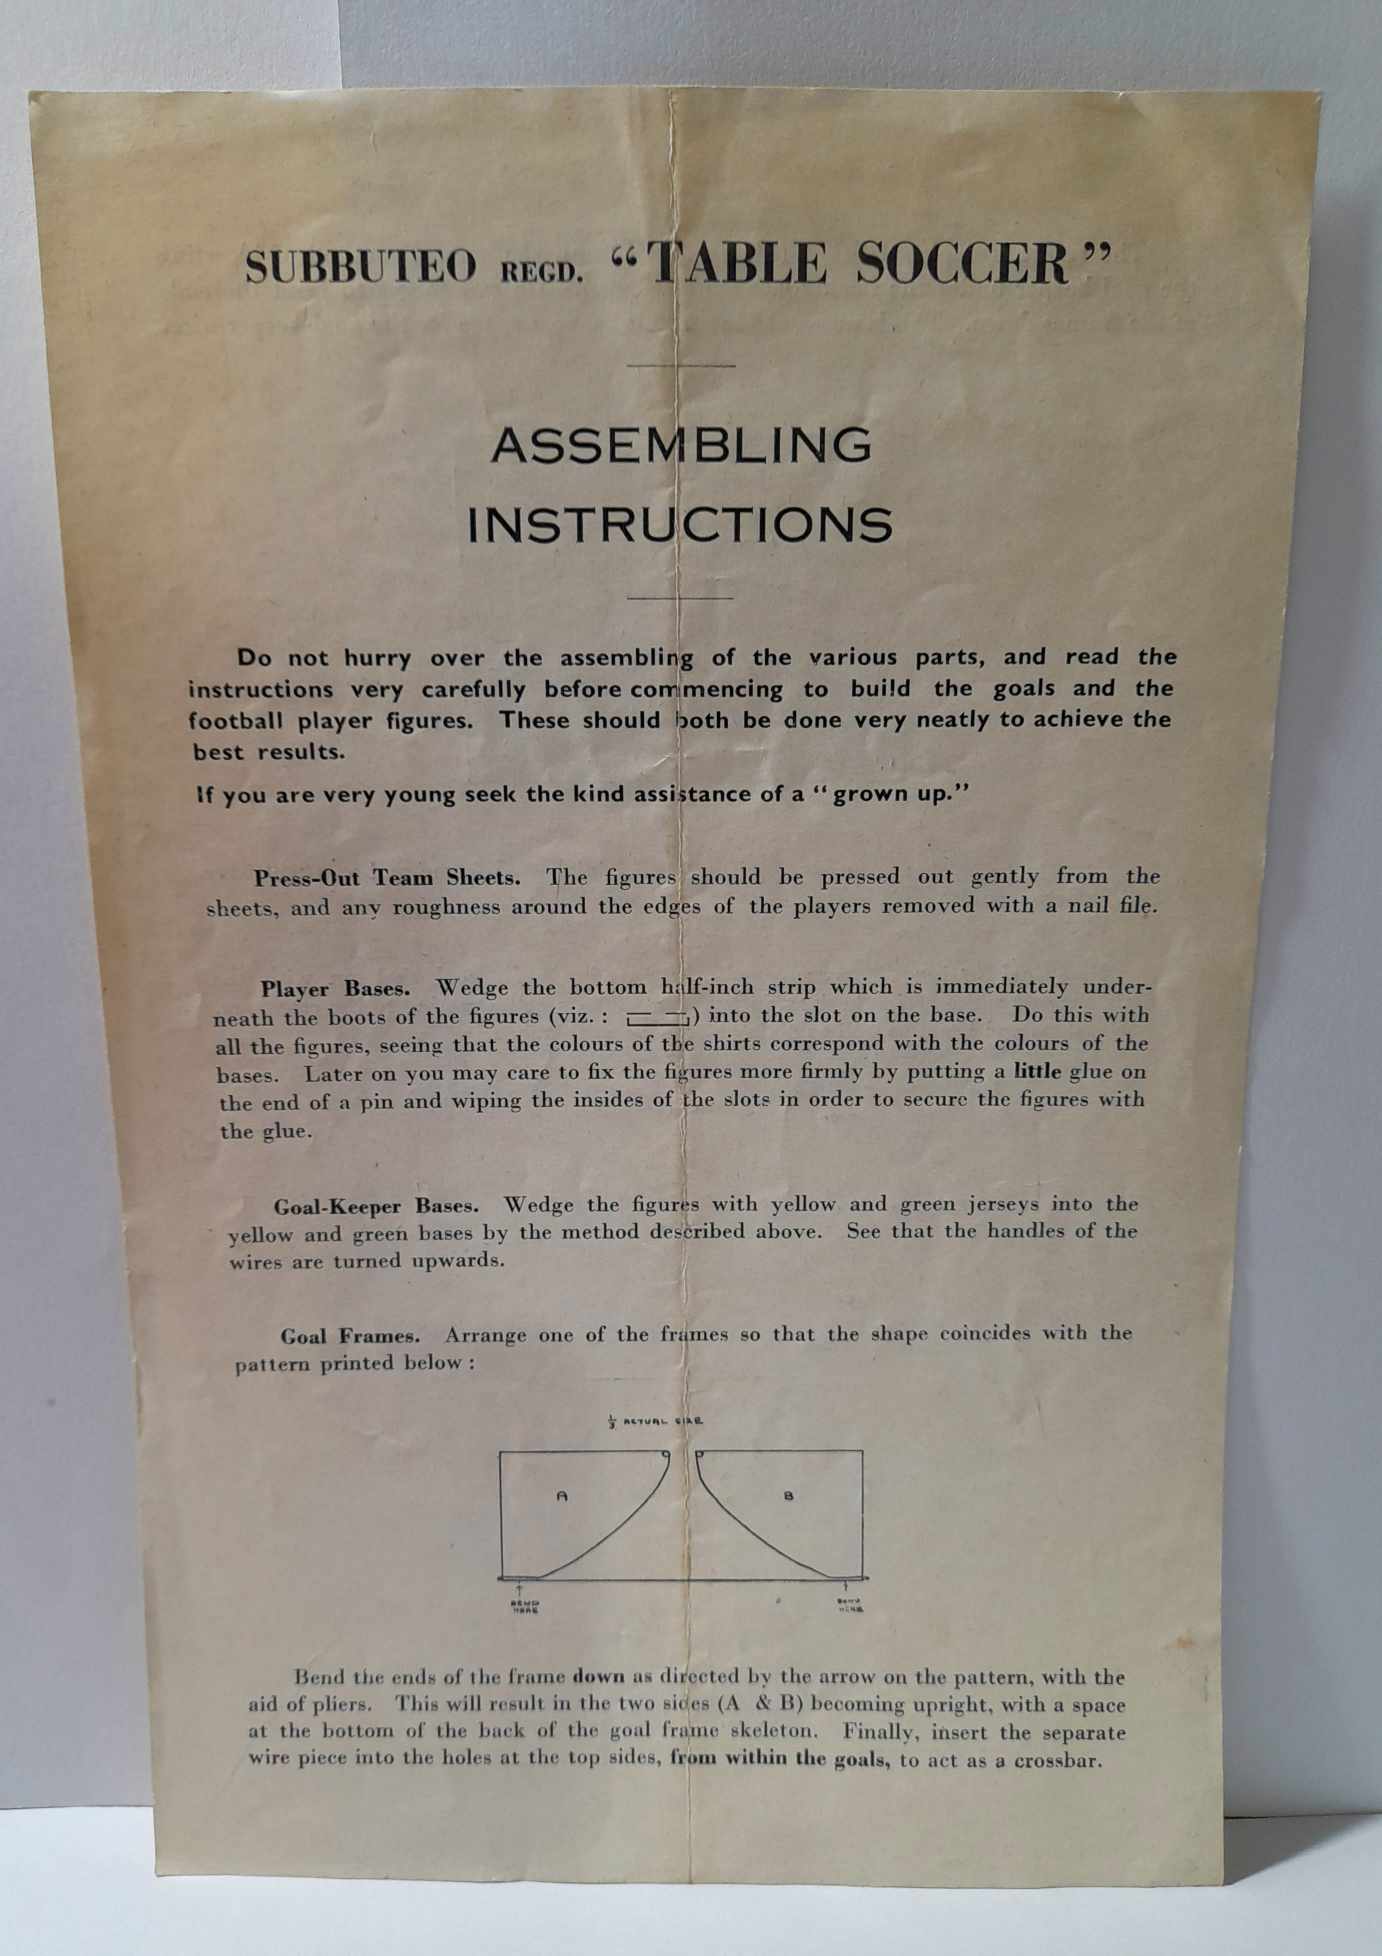 SUBBUTEO REGD. “TABLE SOCCER”
ASSEMBLING
INSTRUCTIONS
Do not hurry over the assembling of the various parts, and read the
instructions very carefully before commencing to build the goals and the
football player figures. These should both be done very neatly to achieve the
best results.
If you are very young seek the kind assistance of a “grown up.”
Press-Out Team Sheets. The figures should be pressed out gently from the
sheets, and any roughness around the edges of the players removed with a nail file.
Player Bases. Wedge the bottom half-inch strip which is immediately under-
neath the boots of the figures (viz. : ) into the slot on the base. Do this with
all the figures, seeing that the colours of the shirts correspond with the colours of the
bases. Later on you may care to fix the figures more firmly by putting a little glue on
the end of a pin and wiping the insides of the slots in order to secure the figures with
the glue.
Goal-Keeper Bases. Wedge the figures with yellow and green jerseys into the
yellow and green bases by the method described above. See that the handles of the
wires are turned upwards.
Goal Frames. Arrange one of the frames so that the shape coincides with the
pattern printed below :
⅓ ACTUAL SIZE
A B
BEND HERE BEND HERE
Bend the ends of the frame down as directed by the arrow on the pattern, with the
aid of pliers. This will result in the two sides (A & B) becoming upright, with a space
at the bottom of the back of the goal frame skeleton. Finally, insert the separate
wire piece into the holes at the top sides, from within the goals, to act as a crossbar.